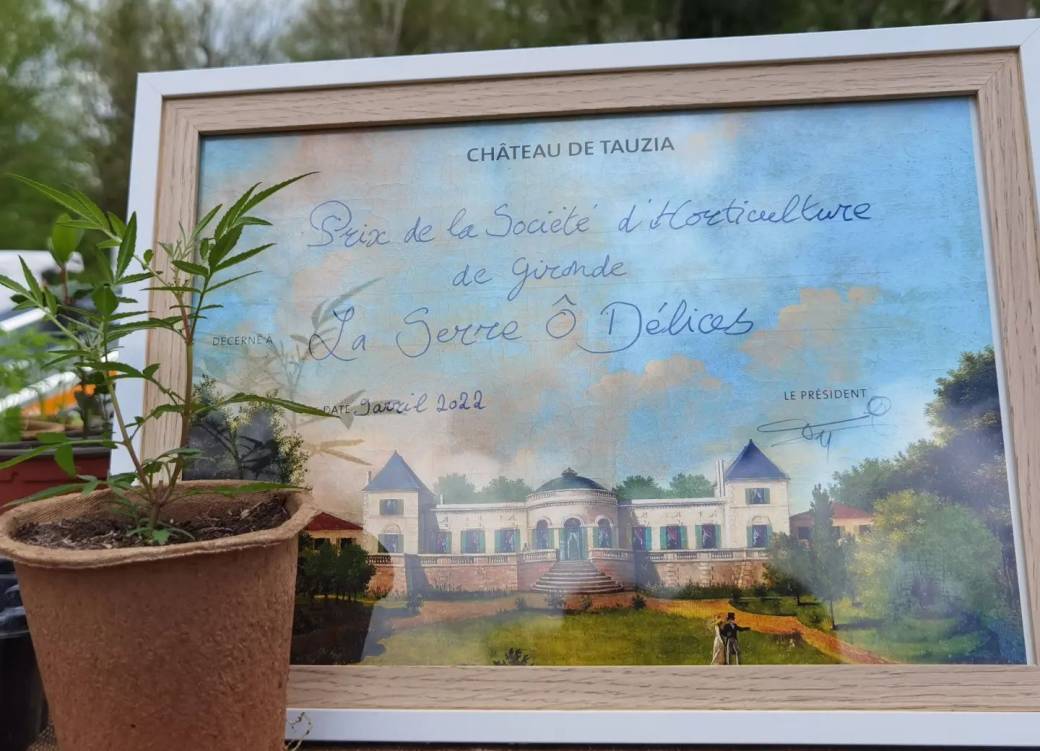 CHÂTEAU DE TAUZIA
Prix de la Société d'Horticulture
de Gironde
DÉCERNÉ À La Serre Ô Délices
DATE 9 avril 2022
LE PRÉSIDENT